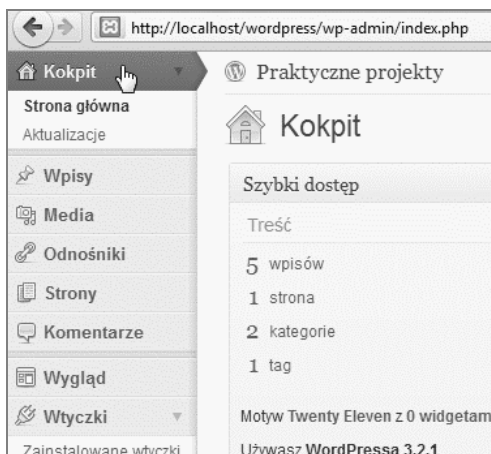 http://localhost/wordpress/wp-admin/index.php
Kokpit
Strona główna
Aktualizacje
Wpisy
Media
Odnośniki
Strony
Komentarze
Wygląd
Wtyczki
Zainstalowane wtyczki
Praktyczne projekty
Kokpit
Szybki dostęp
Treść
5 wpisów
1 strona
2 kategorie
1 tag
Motyw Twenty Eleven z 0 widgetam
Używasz WordPressa 3.2.1